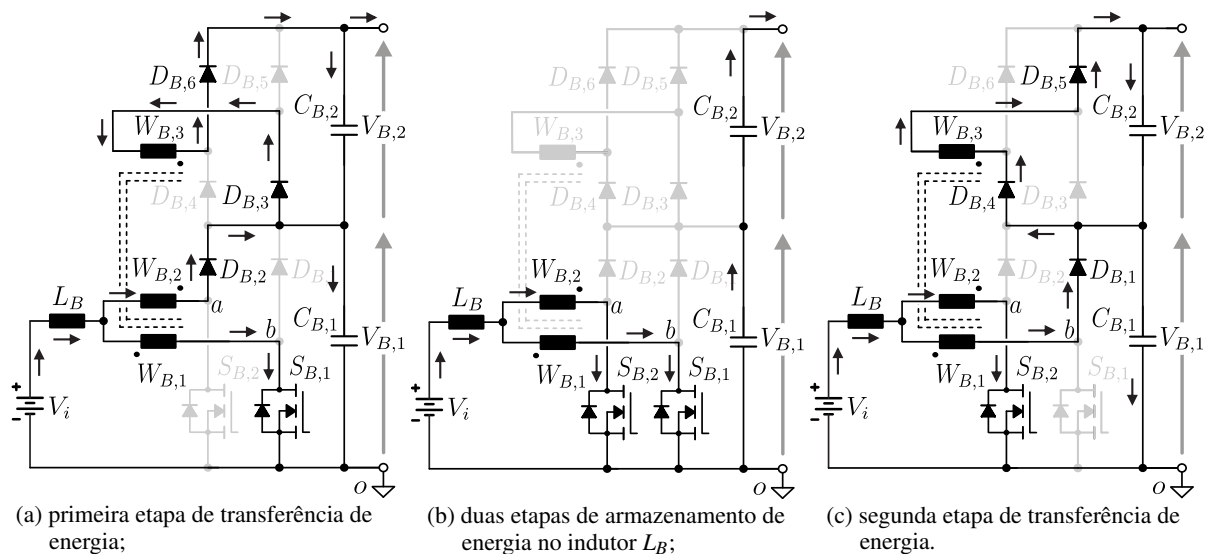 D_{B,6}
D_{B,5}
C_{B,2}
V_{B,2}
W_{B,3}
D_{B,4}
D_{B,3}
W_{B,2}
D_{B,2}
D_{B,
a
L_B
b
C_{B,1}
V_{B,1}
W_{B,1}
S_{B,2}
S_{B,1}
+
V_i
-
o
(a) primeira etapa de transferência de
energia;
D_{B,6}
D_{B,5}
C_{B,2}
V_{B,2}
W_{B,3}
D_{B,4}
D_{B,3}
W_{B,2}
D_{B,2}
D_{B,
a
L_B
b
C_{B,1}
V_{B,1}
W_{B,1}
S_{B,2}
S_{B,1}
+
V_i
-
o
(b) duas etapas de armazenamento de
energia no indutor L_B;
D_{B,6}
D_{B,5}
C_{B,2}
V_{B,2}
W_{B,3}
D_{B,4}
D_{B,3}
W_{B,2}
D_{B,2}
D_{B,1}
a
L_B
b
C_{B,1}
V_{B,1}
W_{B,1}
S_{B,2}
S_{B,1}
+
V_i
-
o
(c) segunda etapa de transferência de
energia.